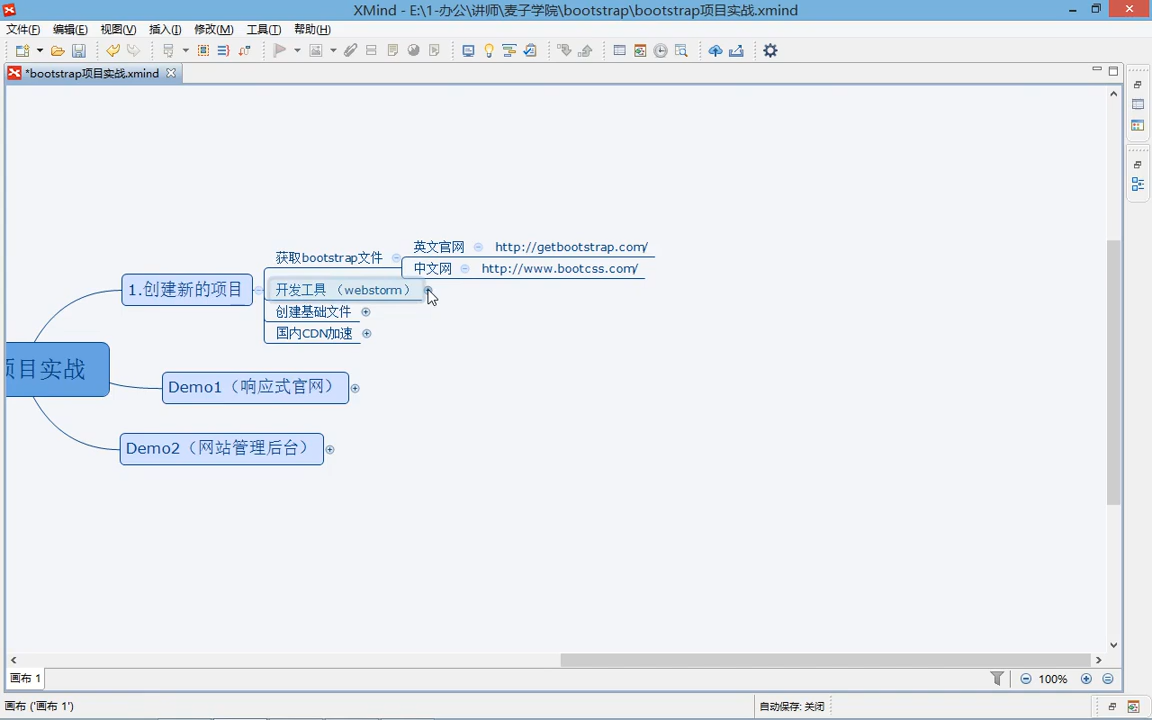 XMind - E:\1-办公\讲师\麦子学院\bootstrap\bootstrap项目实战.xmind
文件(F) 编辑(E) 视图(V) 插入(I) 修改(M) 工具(T) 帮助(H)
*bootstrap项目实战.xmind
英文官网 http://getbootstrap.com/
获取bootstrap文件
中文网 http://www.bootcss.com/
1.创建新的项目
开发工具 （webstorm）
创建基础文件
国内CDN加速
项目实战
Demo1（响应式官网）
Demo2（网站管理后台）
画布 1
100%
画布 ('画布 1')
自动保存: 关闭